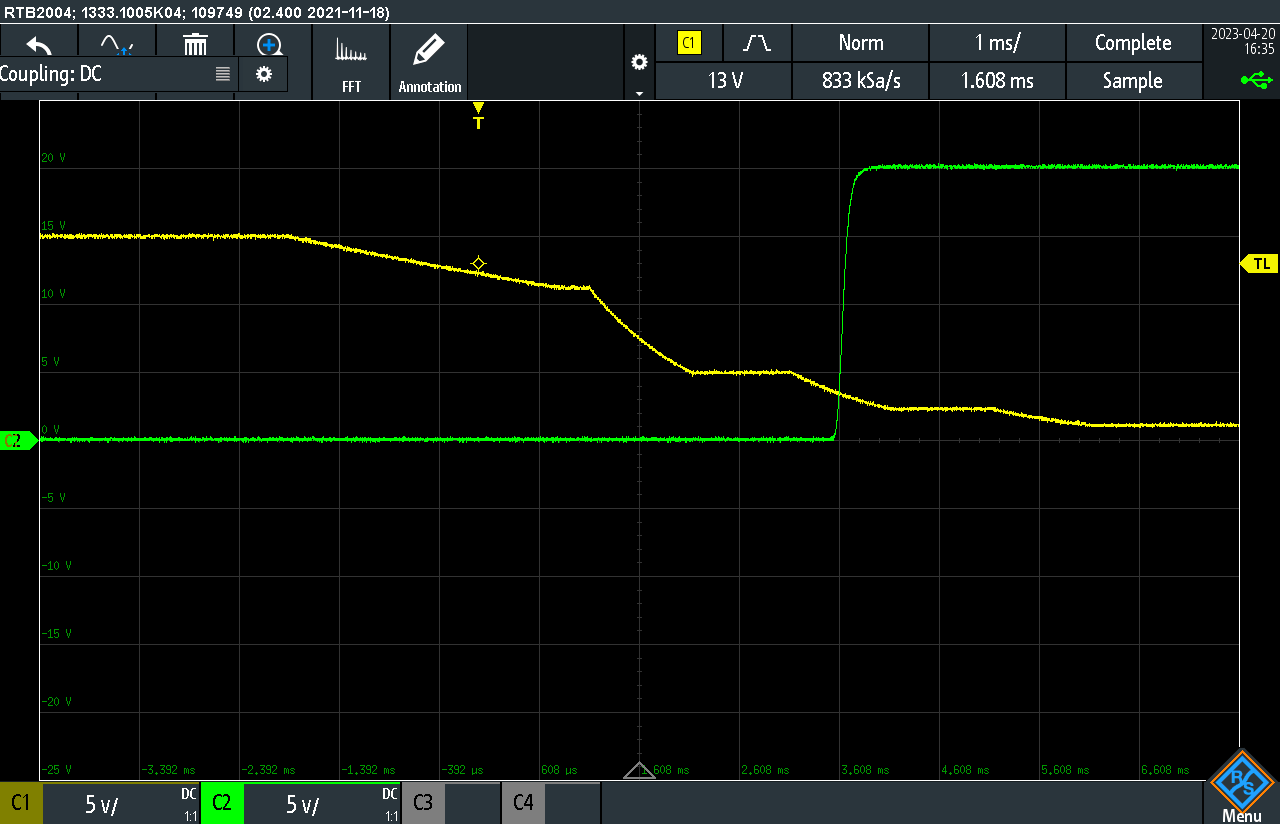 RTB2004; 1333.1005K04; 109749 (02.400 2021-11-18)
Coupling: DC
FFT
Annotation
C1
Norm
1 ms/
Complete
2023-04-20
16:35
13 V
833 kSa/s
1.608 ms
Sample
T
20 V
15 V
TL
10 V
5 V
0 V
C2
-5 V
-10 V
-15 V
-20 V
-25 V
-3.392 ms
-2.392 ms
-1.392 ms
-392 µs
608 µs
1.608 ms
2.608 ms
3.608 ms
4.608 ms
5.608 ms
6.608 ms
R
S
C1
5 V/
DC
1:1
C2
5 V/
DC
1:1
C3
C4
Menu